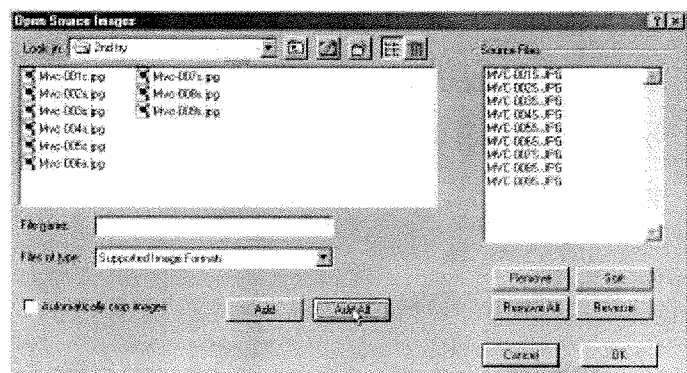 Open Source Images
Look in: 2ndtry
Mvc-001s.jpg
Mvc-002s.jpg
Mvc-003s.jpg
Mvc-004s.jpg
Mvc-005s.jpg
Mvc-006s.jpg
Mvc-007s.jpg
Mvc-008s.jpg
Mvc-009s.jpg
File name:
Files of type: Supported Image Formats
Automatically crop images
Add
Add All
Source Files
MVC-001S.JPG
MVC-002S.JPG
MVC-003S.JPG
MVC-004S.JPG
MVC-005S.JPG
MVC-006S.JPG
MVC-007S.JPG
MVC-008S.JPG
MVC-009S.JPG
Remove
Sort
Remove All
Reverse
Cancel
OK